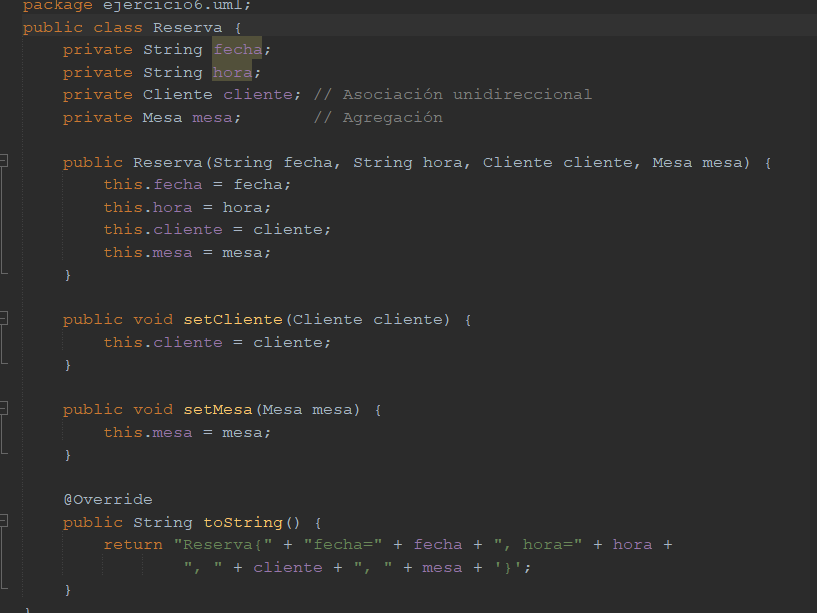 package ejercicio6.uml;
public class Reserva {
    private String fecha;
    private String hora;
    private Cliente cliente; // Asociación unidireccional
    private Mesa mesa;       // Agregación

    public Reserva(String fecha, String hora, Cliente cliente, Mesa mesa) {
        this.fecha = fecha;
        this.hora = hora;
        this.cliente = cliente;
        this.mesa = mesa;
    }

    public void setCliente(Cliente cliente) {
        this.cliente = cliente;
    }

    public void setMesa(Mesa mesa) {
        this.mesa = mesa;
    }

    @Override
    public String toString() {
        return "Reserva{" + "fecha=" + fecha + ", hora=" + hora +
                ", " + cliente + ", " + mesa + '}';
    }
}